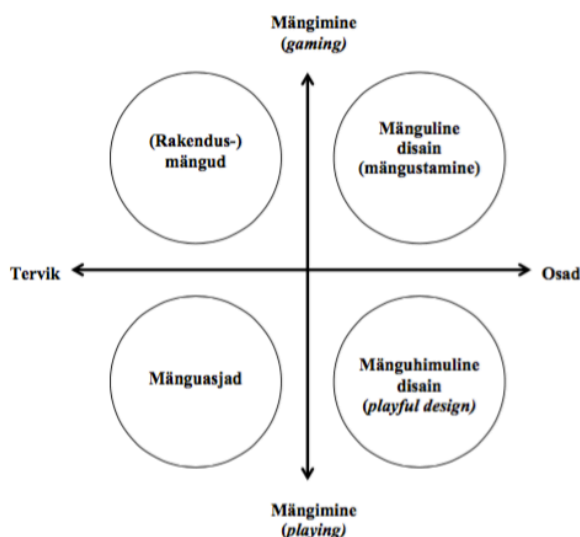 Mängimine
(gaming)
(Rakendus-)
mängud
Mänguline
disain
(mängustamine)
Tervik
Osad
Mänguasjad
Mänguhimuline
disain
(playful design)
Mängimine
(playing)